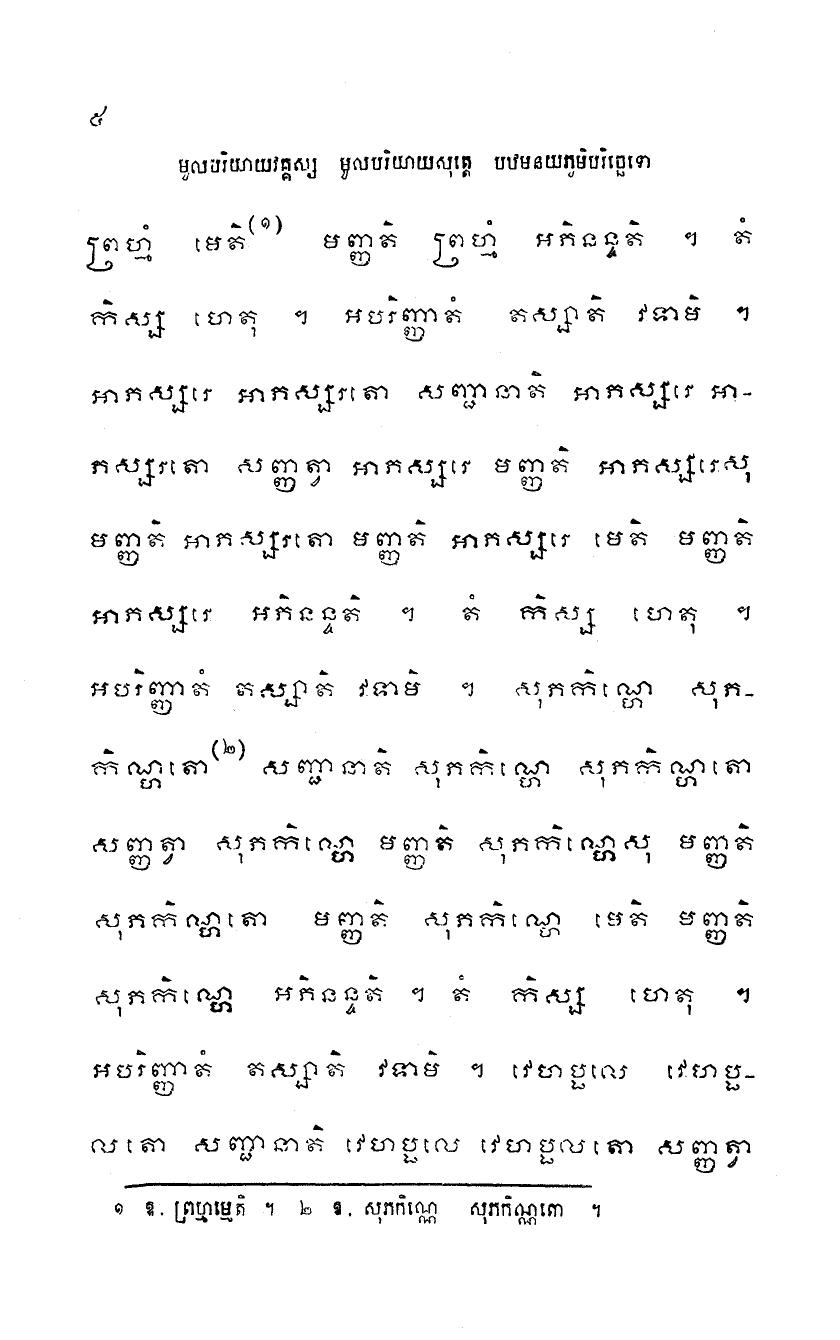 ៥
មូលបរិយាយវគ្គស្ស មូលបរិយាយសុត្តេ បឋមនយភូមិបរិច្ឆេទោ
ព្រហ្មំ មេតិ(១) មញ្ញតិ ព្រហ្មំ អភិនន្ទតិ ។ តំ
កិស្ស ហេតុ ។ អបរិញ្ញាតំ តស្សាតិ វទាមិ ។
អាភស្សរេ អាភស្សរតោ សញ្ជានាតិ អាភស្សរេ អា-
ភស្សរតោ សញ្ញត្វា អាភស្សរេ មញ្ញតិ អាភស្សរេសុ
មញ្ញតិ អាភស្សរតោ មញ្ញតិ អាភស្សរេ មេតិ មញ្ញតិ
អាភស្សរេ អភិនន្ទតិ ។ តំ កិស្ស ហេតុ ។
អបរិញ្ញាតំ តស្សាតិ វទាមិ ។ សុភកិណ្ហេ សុភ-
កិណ្ហតោ(២) សញ្ជានាតិ សុភកិណ្ហេ សុភកិណ្ហតោ
សញ្ញត្វា សុភកិណ្ហេ មញ្ញតិ សុភកិណ្ហេសុ មញ្ញតិ
សុភកិណ្ហតោ មញ្ញតិ សុភកិណ្ហេ មេតិ មញ្ញតិ
សុភកិណ្ហេ អភិនន្ទតិ ។ តំ កិស្ស ហេតុ ។
អបរិញ្ញាតំ តស្សាតិ វទាមិ ។ វេហប្ផលេ វេហប្ផ-
លតោ សញ្ជានាតិ វេហប្ផលេ វេហប្ផលតោ សញ្ញត្វា
១ ឱ. ព្រហ្មម្មេតិ ។ ២ ឱ. សុភកិណ្ណេ សុភកិណ្ណតោ ។